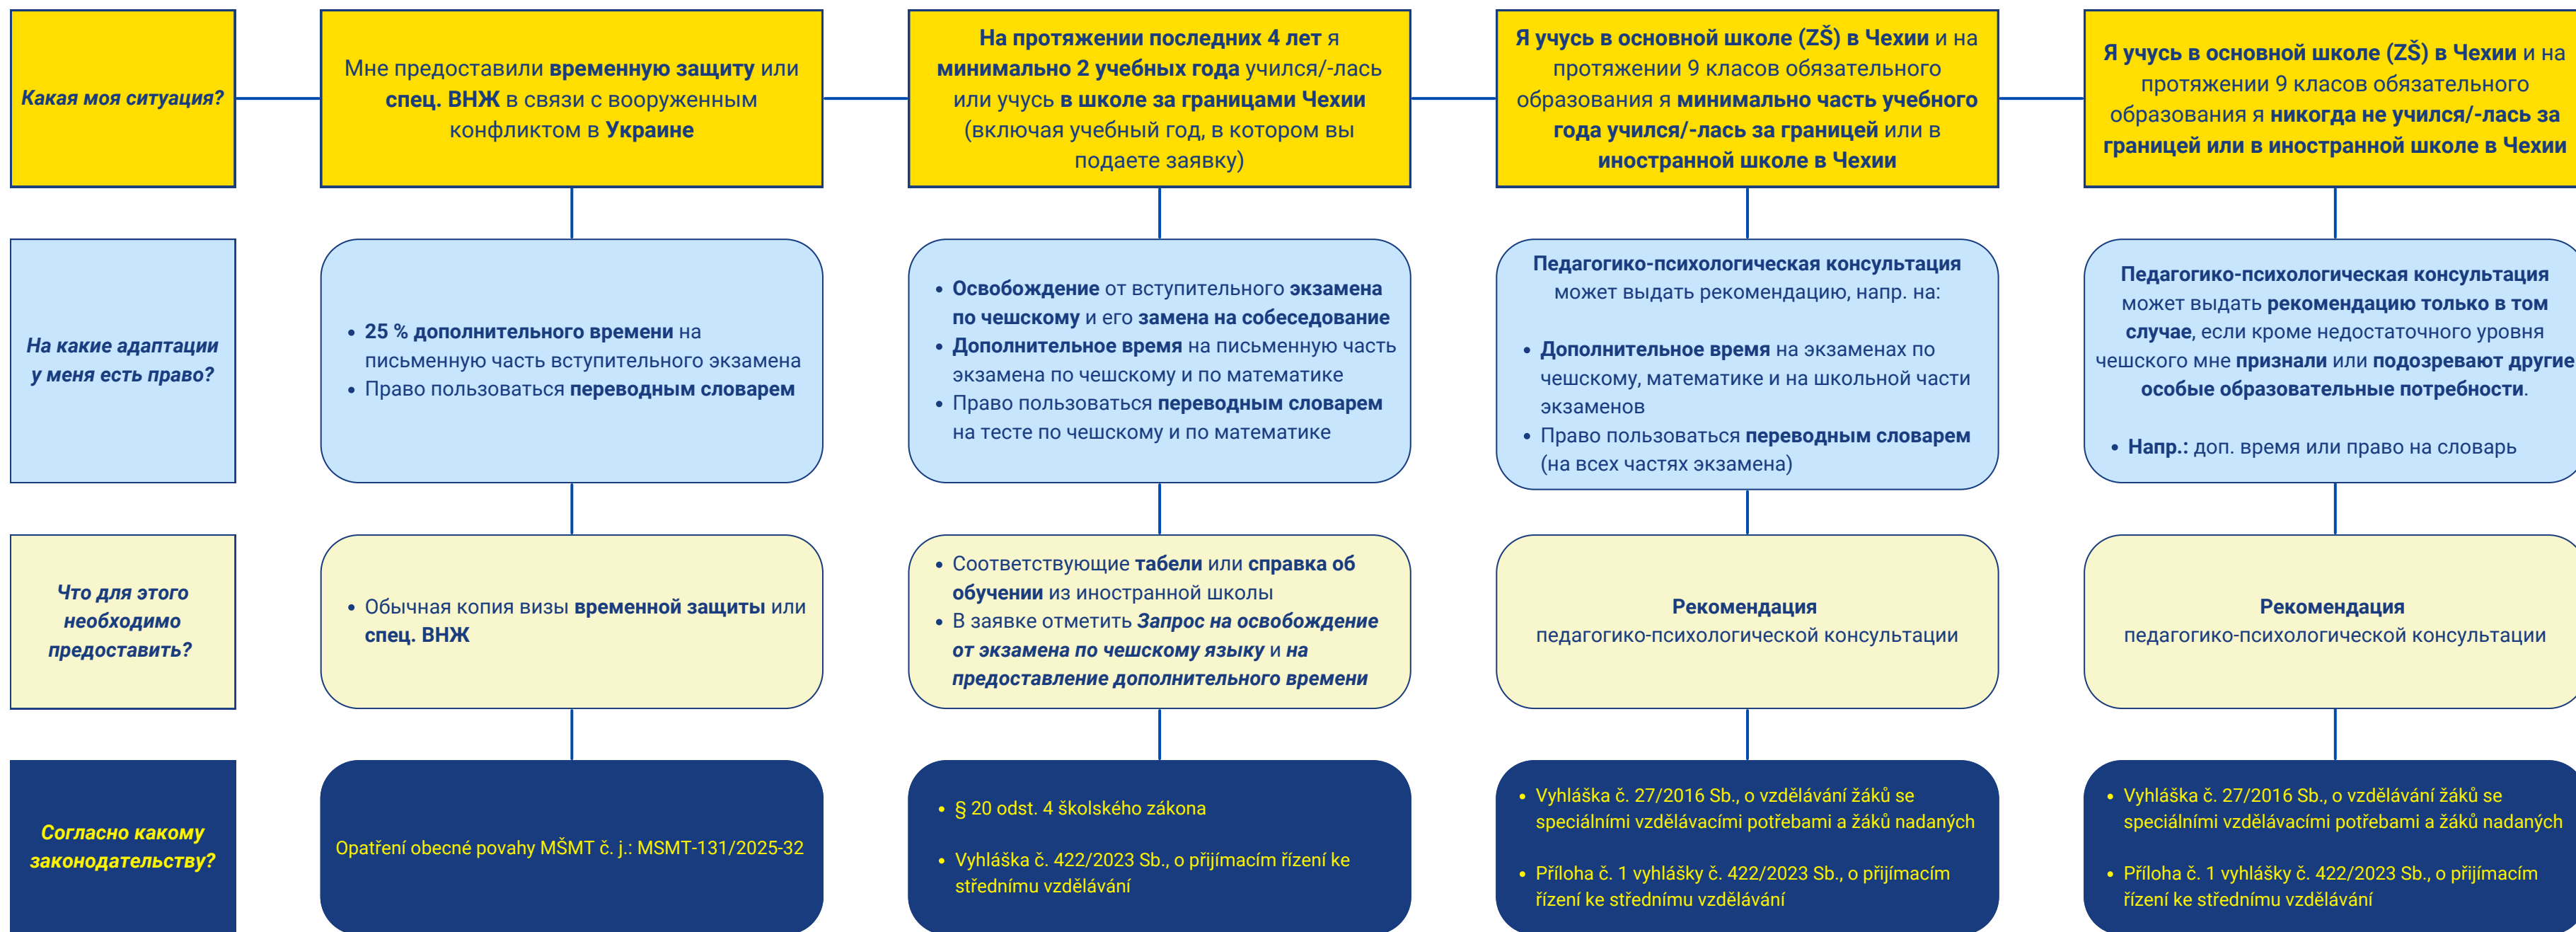 Какая моя ситуация?
Мне предоставили временную защиту или
спец. ВНЖ в связи с вооруженным
конфликтом в Украине
На протяжении последних 4 лет я
минимально 2 учебных года учился/-лась
или учусь в школе за границами Чехии
(включая учебный год, в котором вы
подаете заявку)
Я учусь в основной школе (ZŠ) в Чехии и на
протяжении 9 классов обязательного
образования я минимально часть учебного
года учился/-лась за границей или в
иностранной школе в Чехии
Я учусь в основной школе (ZŠ) в Чехии и на
протяжении 9 классов обязательного
образования я никогда не учился/-лась за
границей или в иностранной школе в Чехии
На какие адаптации
у меня есть право?
• 25 % дополнительного времени на
письменную часть вступительного экзамена
• Право пользоваться переводным словарем
• Освобождение от вступительного экзамена
по чешскому и его замена на собеседование
• Дополнительное время на письменную часть
экзамена по чешскому и по математике
• Право пользоваться переводным словарем
на тесте по чешскому и по математике
Педагогико-психологическая консультация
может выдать рекомендацию, напр. на:
• Дополнительное время на экзаменах по
чешскому, математике и на школьной части
экзаменов
• Право пользоваться переводным словарем
(на всех частях экзамена)
Педагогико-психологическая консультация
может выдать рекомендацию только в том
случае, если кроме недостаточного уровня
чешского мне признали или подозревают другие
особые образовательные потребности.
• Напр.: доп. время или право на словарь
Что для этого
необходимо
предоставить?
• Обычная копия визы временной защиты или
спец. ВНЖ
• Соответствующие табели или справка об
обучении из иностранной школы
• В заявке отметить Запрос на освобождение
от экзамена по чешскому языку и на
предоставление дополнительного времени
Рекомендация
педагогико-психологической консультации
Рекомендация
педагогико-психологической консультации
Согласно какому
законодательству?
Opatření obecné povahy MŠMT č. j.: MSMT-131/2025-32
• § 20 odst. 4 školského zákona
• Vyhláška č. 422/2023 Sb., o přijímacím řízení ke
střednímu vzdělávání
• Vyhláška č. 27/2016 Sb., o vzdělávání žáků se
speciálními vzdělávacími potřebami a žáků nadaných
• Příloha č. 1 vyhlášky č. 422/2023 Sb., o přijímacím
řízení ke střednímu vzdělávání
• Vyhláška č. 27/2016 Sb., o vzdělávání žáků se
speciálními vzdělávacími potřebami a žáků nadaných
• Příloha č. 1 vyhlášky č. 422/2023 Sb., o přijímacím
řízení ke střednímu vzdělávání